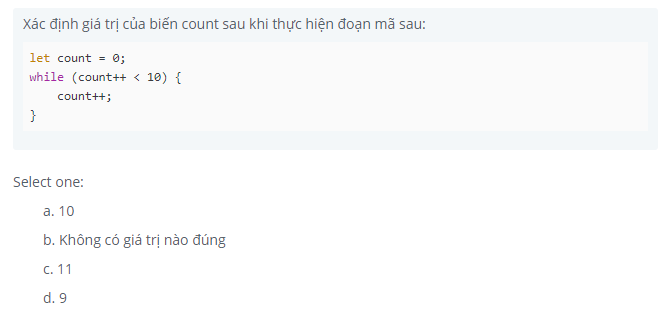 Xác định giá trị của biến count sau khi thực hiện đoạn mã sau:
let count = 0;
while (count++ < 10) {
    count++;
}
Select one:
a. 10
b. Không có giá trị nào đúng
c. 11
d. 9